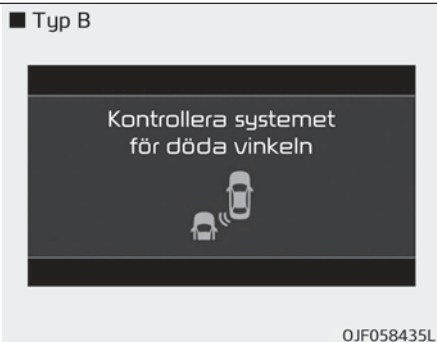 ■ Typ B
Kontrollera systemet
för döda vinkeln
OJF058435L